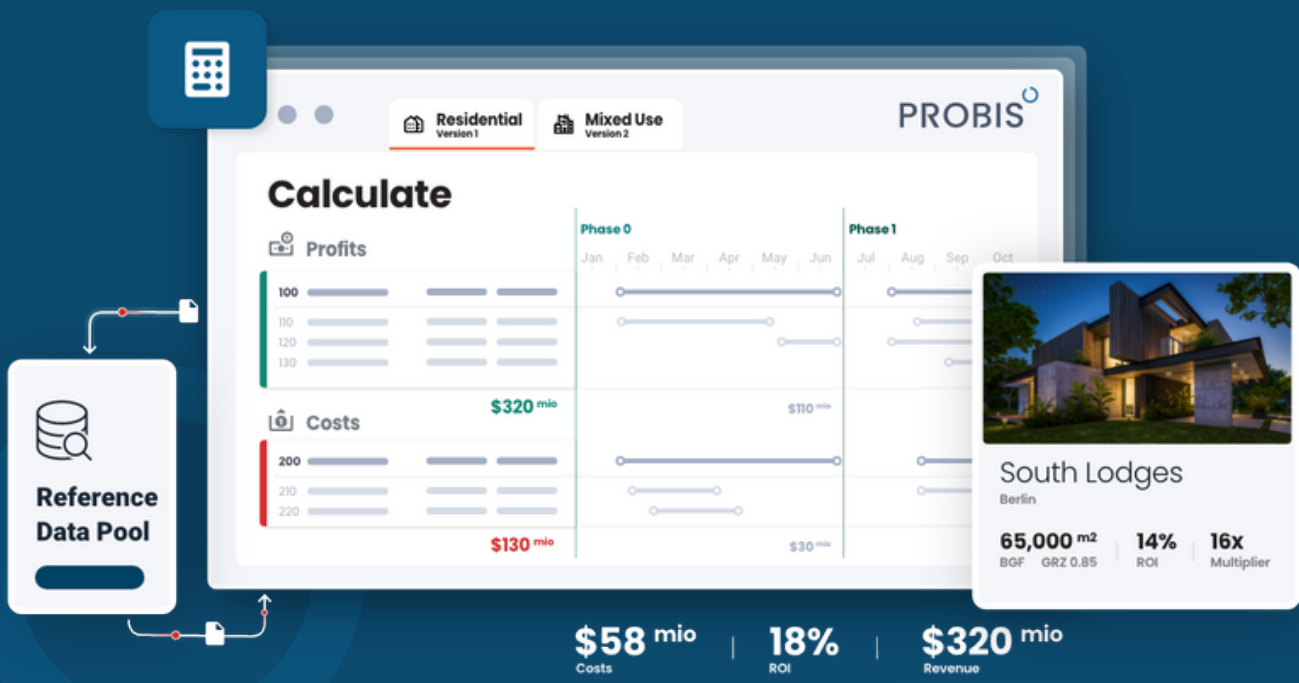 Residential
Version 1
Mixed Use
Version 2
PROBIS
Calculate
Profits
Phase 0
Phase 1
Jan Feb Mar Apr May Jun Jul Aug Sep Oct
100
110
120
130
$320 mio
$110 mio
Costs
200
210
220
$130 mio
$30 mio
Reference
Data Pool
South Lodges
Berlin
65,000 m2 14% 16x
BGF GRZ 0.85 ROI Multiplier
$58 mio 18% $320 mio
Costs ROI Revenue